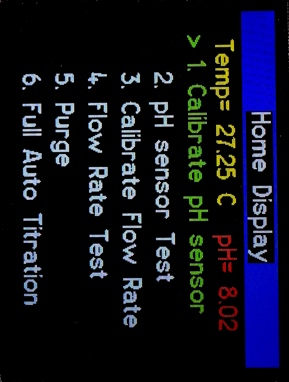 Home Display
Temp= 27.25 C pH= 8.02
> 1. Calibrate pH sensor
2. pH sensor Test
3. Calibrate Flow Rate
4. Flow Rate Test
5. Purge
6. Full Auto Titration